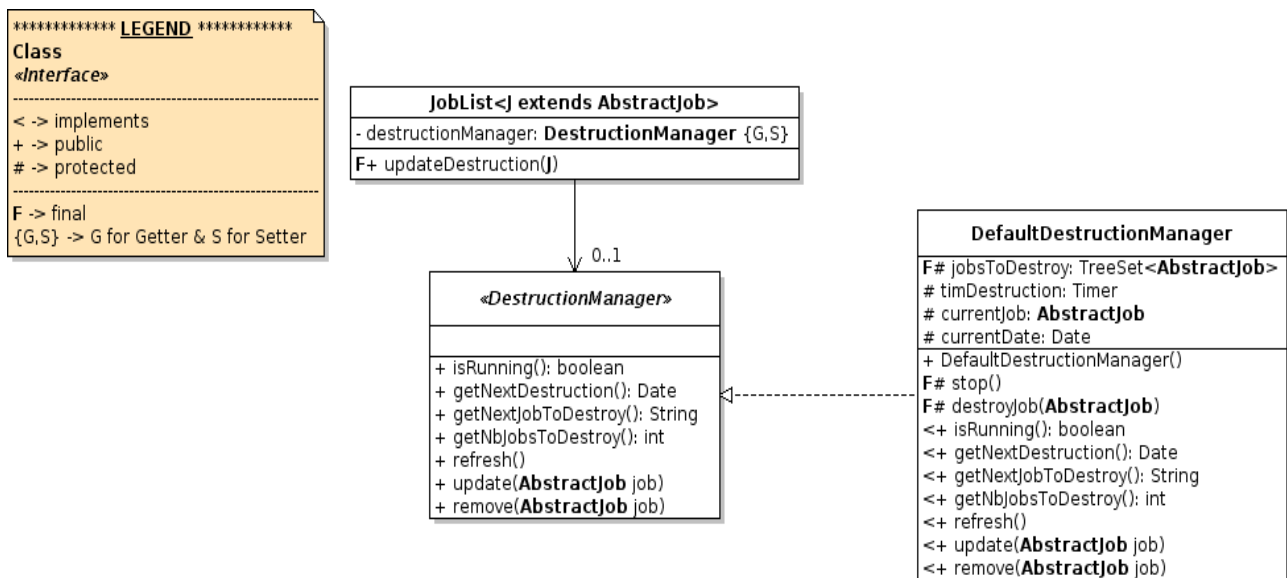 ************* LEGEND ************
Class
«Interface»
< -> implements
+ -> public
# -> protected
F -> final
{G,S} -> G for Getter & S for Setter
JobList<J extends AbstractJob>
- destructionManager: DestructionManager {G,S}
F+ updateDestruction(J)
0..1
«DestructionManager»
+ isRunning(): boolean
+ getNextDestruction(): Date
+ getNextJobToDestroy(): String
+ getNbJobsToDestroy(): int
+ refresh()
+ update(AbstractJob job)
+ remove(AbstractJob job)
DefaultDestructionManager
F# jobsToDestroy: TreeSet<AbstractJob>
# timDestruction: Timer
# currentJob: AbstractJob
# currentDate: Date
+ DefaultDestructionManager()
F# stop()
F# destroyJob(AbstractJob)
<+ isRunning(): boolean
<+ getNextDestruction(): Date
<+ getNextJobToDestroy(): String
<+ getNbJobsToDestroy(): int
<+ refresh()
<+ update(AbstractJob job)
<+ remove(AbstractJob job)